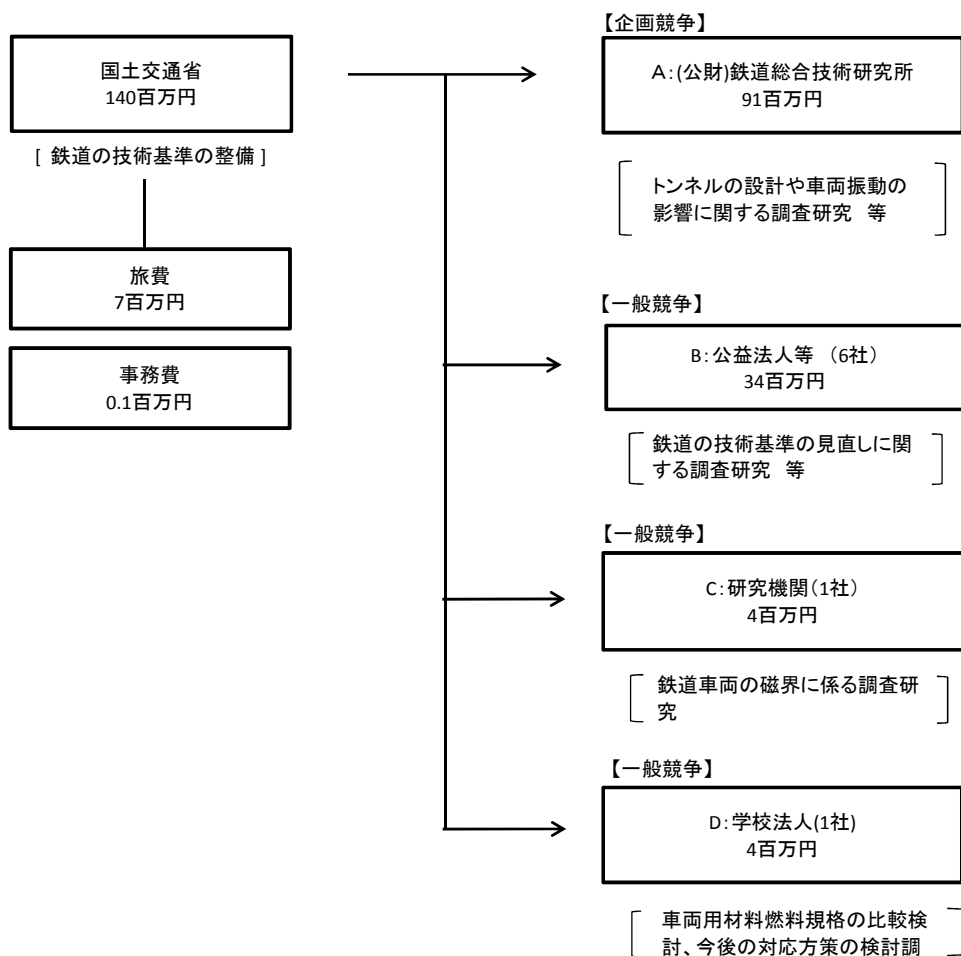 国土交通省
140百万円
[ 鉄道の技術基準の整備 ]
旅費
7百万円
事務費
0.1百万円
【企画競争】
A:(公財)鉄道総合技術研究所
91百万円
トンネルの設計や車両振動の
影響に関する調査研究 等
【一般競争】
B:公益法人等 (6社)
34百万円
鉄道の技術基準の見直しに関
する調査研究 等
【一般競争】
C:研究機関(1社)
4百万円
鉄道車両の磁界に係る調査研
究
【一般競争】
D:学校法人(1社)
4百万円
車両用材料燃料規格の比較検
討、今後の対応方策の検討調